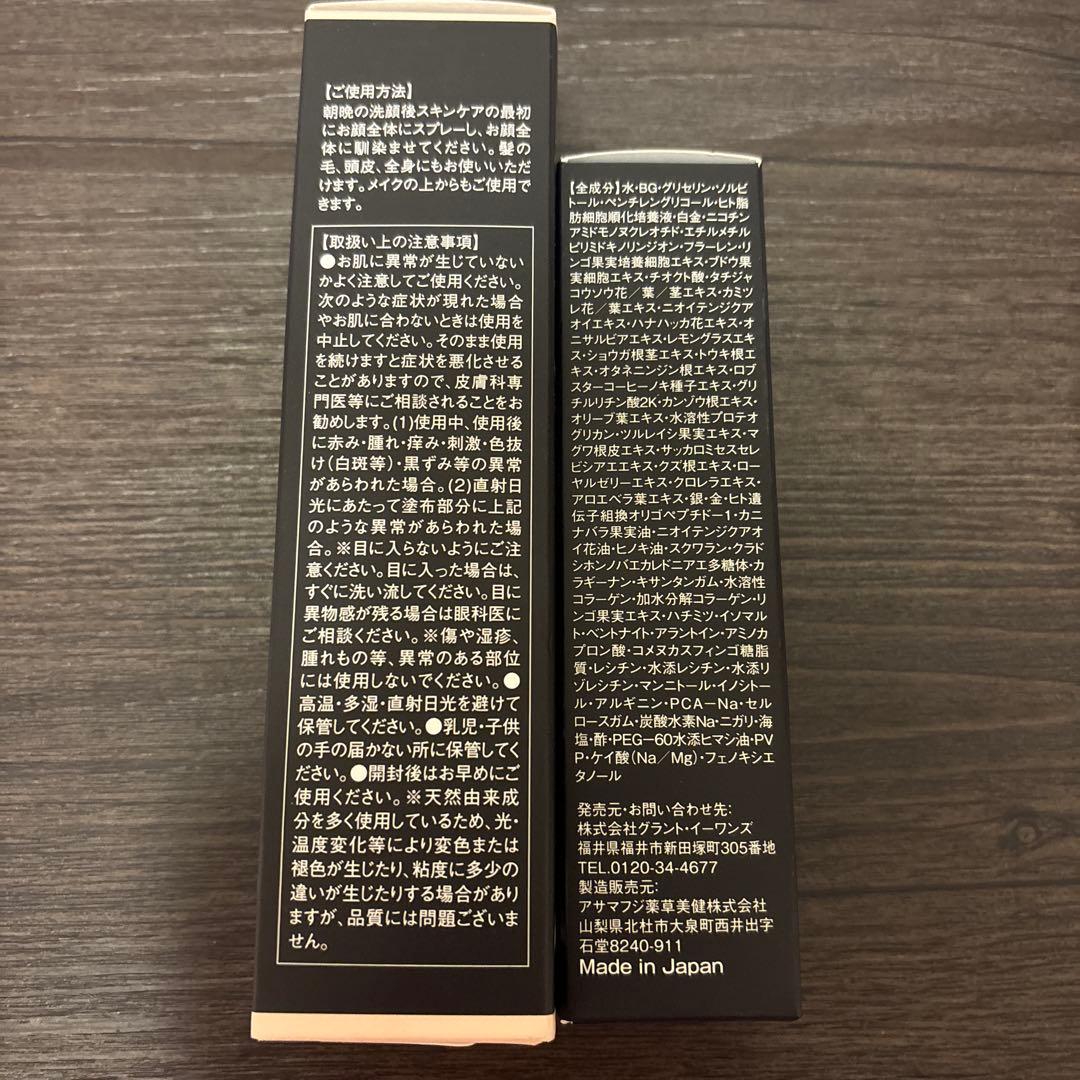 【ご使用方法】
朝晩の洗顔後スキンケアの最初
にお顔全体にスプレーし、お顔全
体に馴染ませてください。髪の
毛、頭皮、全身にもお使いいただ
けます。メイクの上からもご使用で
きます。
【取扱い上の注意事項】
●お肌に異常が生じていない
かよく注意してご使用ください。
次のような症状が現れた場合
やお肌に合わないときは使用を
中止してください。そのまま使用
を続けますと症状を悪化させる
ことがありますので、皮膚科専
門医等にご相談されることをお
勧めします。(1)使用中、使用後
に赤み・腫れ・痒み・刺激・色抜
け(白斑等)・黒ずみ等の異常
があらわれた場合。(2)直射日
光にあたって塗布部分に上記
のような異常があらわれた場
合。※目に入らないようにご注
意ください。目に入った場合は、
すぐに洗い流してください。目に
異物感が残る場合は眼科医に
ご相談ください。※傷や湿疹、
腫れもの等、異常のある部位
には使用しないでください。●
高温・多湿・直射日光を避けて
保管してください。●乳児・子供
の手の届かない所に保管してく
ださい。●開封後はお早めにご
使用ください。※天然由来成
分を多く使用しているため、光・
温度変化等により変色または
褪色が生じたり、粘度に多少の
違いが生じたりする場合があり
ますが、品質には問題ございま
せん。
【全成分】水・BG・グリセリン・ソルビ
トール・ペンチレングリコール・ヒト脂
肪細胞順化培養液・白金・ニコチン
アミドモノヌクレオチド・エチルメチル
ピリミドキノリンジオン・フラーレン・リ
ンゴ果実培養細胞エキス・ブドウ果
実細胞エキス・チオクト酸・タチジャ
コウソウ花/葉/茎エキス・カミツ
レ花/葉エキス・ニオイテンジクア
オイエキス・ハナハッカ花エキス・オ
ニサルビアエキス・レモングラスエキ
ス・ショウガ根茎エキス・トウキ根エ
キス・オタネニンジン根エキス・ロブ
スターコーヒーノキ種子エキス・グリ
チルリチン酸2K・カンゾウ根エキス・
オリーブ葉エキス・水溶性プロテオ
グリカン・ツルレイシ果実エキス・マ
グワ根皮エキス・サッカロミセスセレ
ビシアエエキス・クズ根エキス・ロー
ヤルゼリーエキス・クロレラエキス・
アロエベラ葉エキス・銀・金・ヒト遺
伝子組換オリゴペプチド-1・カニ
ナバラ果実油・ニオイテンジクアオ
イ花油・ヒノキ油・スクワラン・クラド
シホンノバエカルドニアエ多糖体・カ
ラギーナン・キサンタンガム・水溶性
コラーゲン・加水分解コラーゲン・リ
ンゴ果実エキス・ハチミツ・イソマル
ト・ベントナイト・アラントイン・アミノカ
プロン酸・コメヌカスフィンゴ糖脂
質・レシチン・水添レシチン・水添リ
ゾレシチン・マンニトール・イノシトー
ル・アルギニン・PCA-Na・セル
ロースガム・炭酸水素Na・ニガリ・海
塩・酢・PEG-60水添ヒマシ油・PV
P・ケイ酸(Na/Mg)・フェノキシエ
タノール
発売元・お問い合わせ先:
株式会社グラント・イーワンズ
福井県福井市新田塚町305番地
TEL.0120-34-4677
製造販売元:
アサマフジ薬草美健株式会社
山梨県北杜市大泉町西井出字
石堂8240-911
Made in Japan